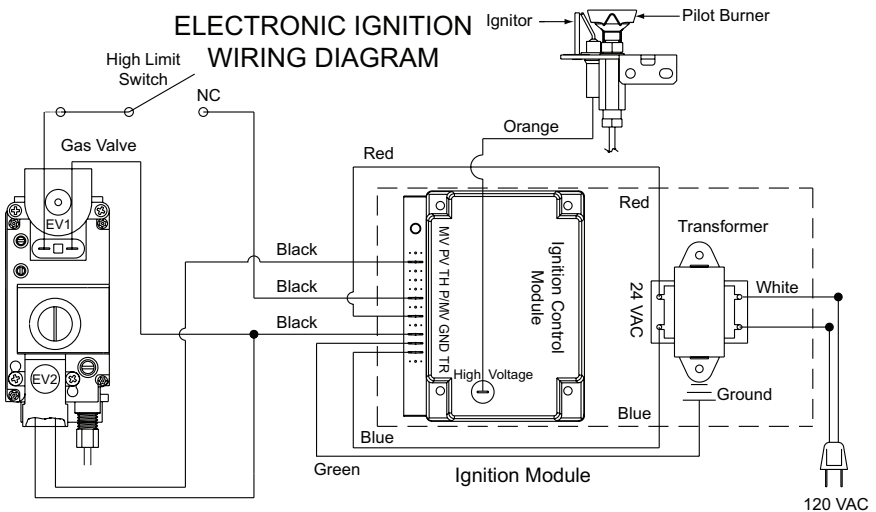 ELECTRONIC IGNITION
WIRING DIAGRAM
Ignitor
Pilot Burner
High Limit
Switch
NC
Orange
Gas Valve
Red
Red
EV1
Transformer
Black
Black
Black
MV PV TH P/MV GND TR
Ignition Control
Module
24 VAC
White
EV2
High Voltage
Ground
Blue
Blue
Green
Ignition Module
120 VAC